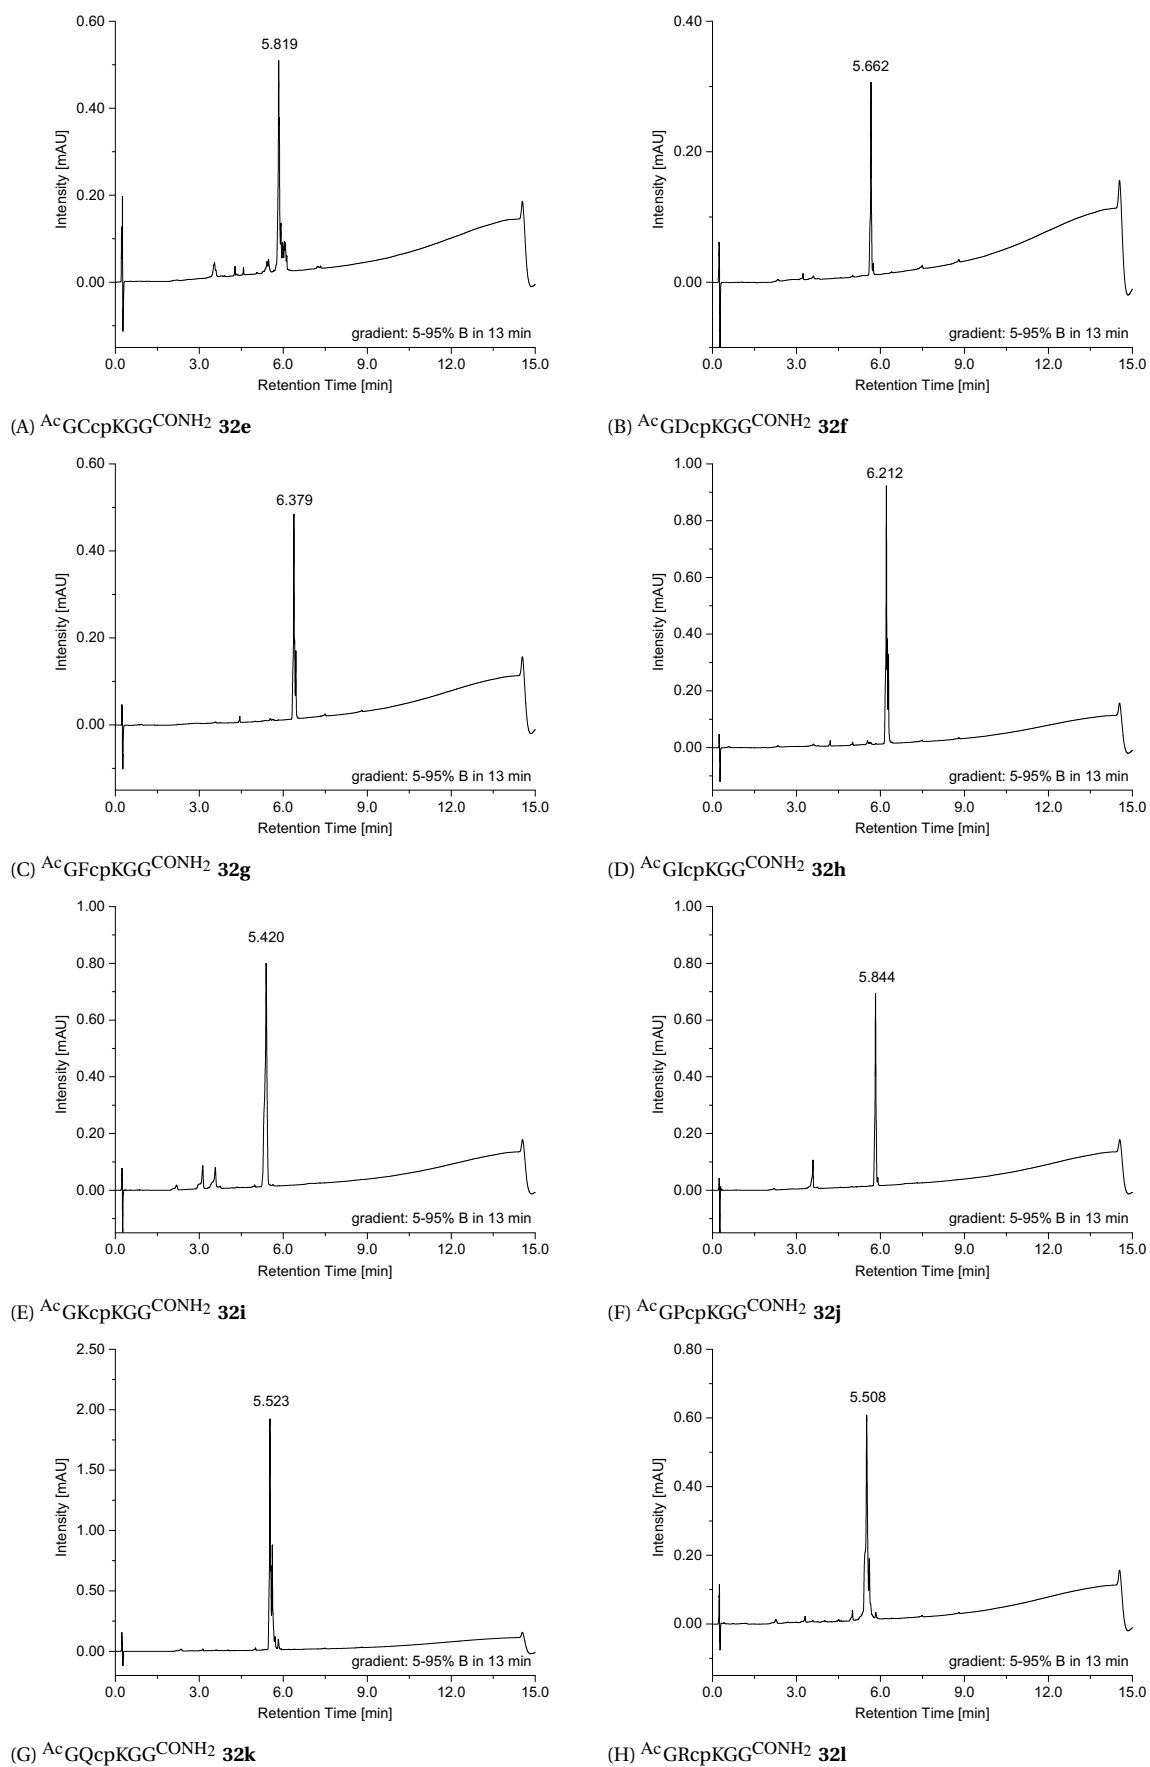 0.60
5.819
0.40
0.20
0.00
Intensity [mAU]
gradient: 5-95% B in 13 min
0.0 3.0 6.0 9.0 12.0 15.0
Retention Time [min]
(A) AcGCcpKGGCONH2 32e
0.40
5.662
0.20
0.00
Intensity [mAU]
gradient: 5-95% B in 13 min
0.0 3.0 6.0 9.0 12.0 15.0
Retention Time [min]
(B) AcGDcpKGGCONH2 32f
0.60
6.379
0.40
0.20
0.00
Intensity [mAU]
gradient: 5-95% B in 13 min
0.0 3.0 6.0 9.0 12.0 15.0
Retention Time [min]
(C) AcGFcpKGGCONH2 32g
1.00
6.212
0.80
0.60
0.40
0.20
0.00
Intensity [mAU]
gradient: 5-95% B in 13 min
0.0 3.0 6.0 9.0 12.0 15.0
Retention Time [min]
(D) AcGIcpKGGCONH2 32h
1.00
5.420
0.80
0.60
0.40
0.20
0.00
Intensity [mAU]
gradient: 5-95% B in 13 min
0.0 3.0 6.0 9.0 12.0 15.0
Retention Time [min]
(E) AcGKcpKGGCONH2 32i
1.00
5.844
0.80
0.60
0.40
0.20
0.00
Intensity [mAU]
gradient: 5-95% B in 13 min
0.0 3.0 6.0 9.0 12.0 15.0
Retention Time [min]
(F) AcGPcpKGGCONH2 32j
2.50
5.523
2.00
1.50
1.00
0.50
0.00
Intensity [mAU]
gradient: 5-95% B in 13 min
0.0 3.0 6.0 9.0 12.0 15.0
Retention Time [min]
(G) AcGQcpKGGCONH2 32k
0.80
5.508
0.60
0.40
0.20
0.00
Intensity [mAU]
gradient: 5-95% B in 13 min
0.0 3.0 6.0 9.0 12.0 15.0
Retention Time [min]
(H) AcGRcpKGGCONH2 32l